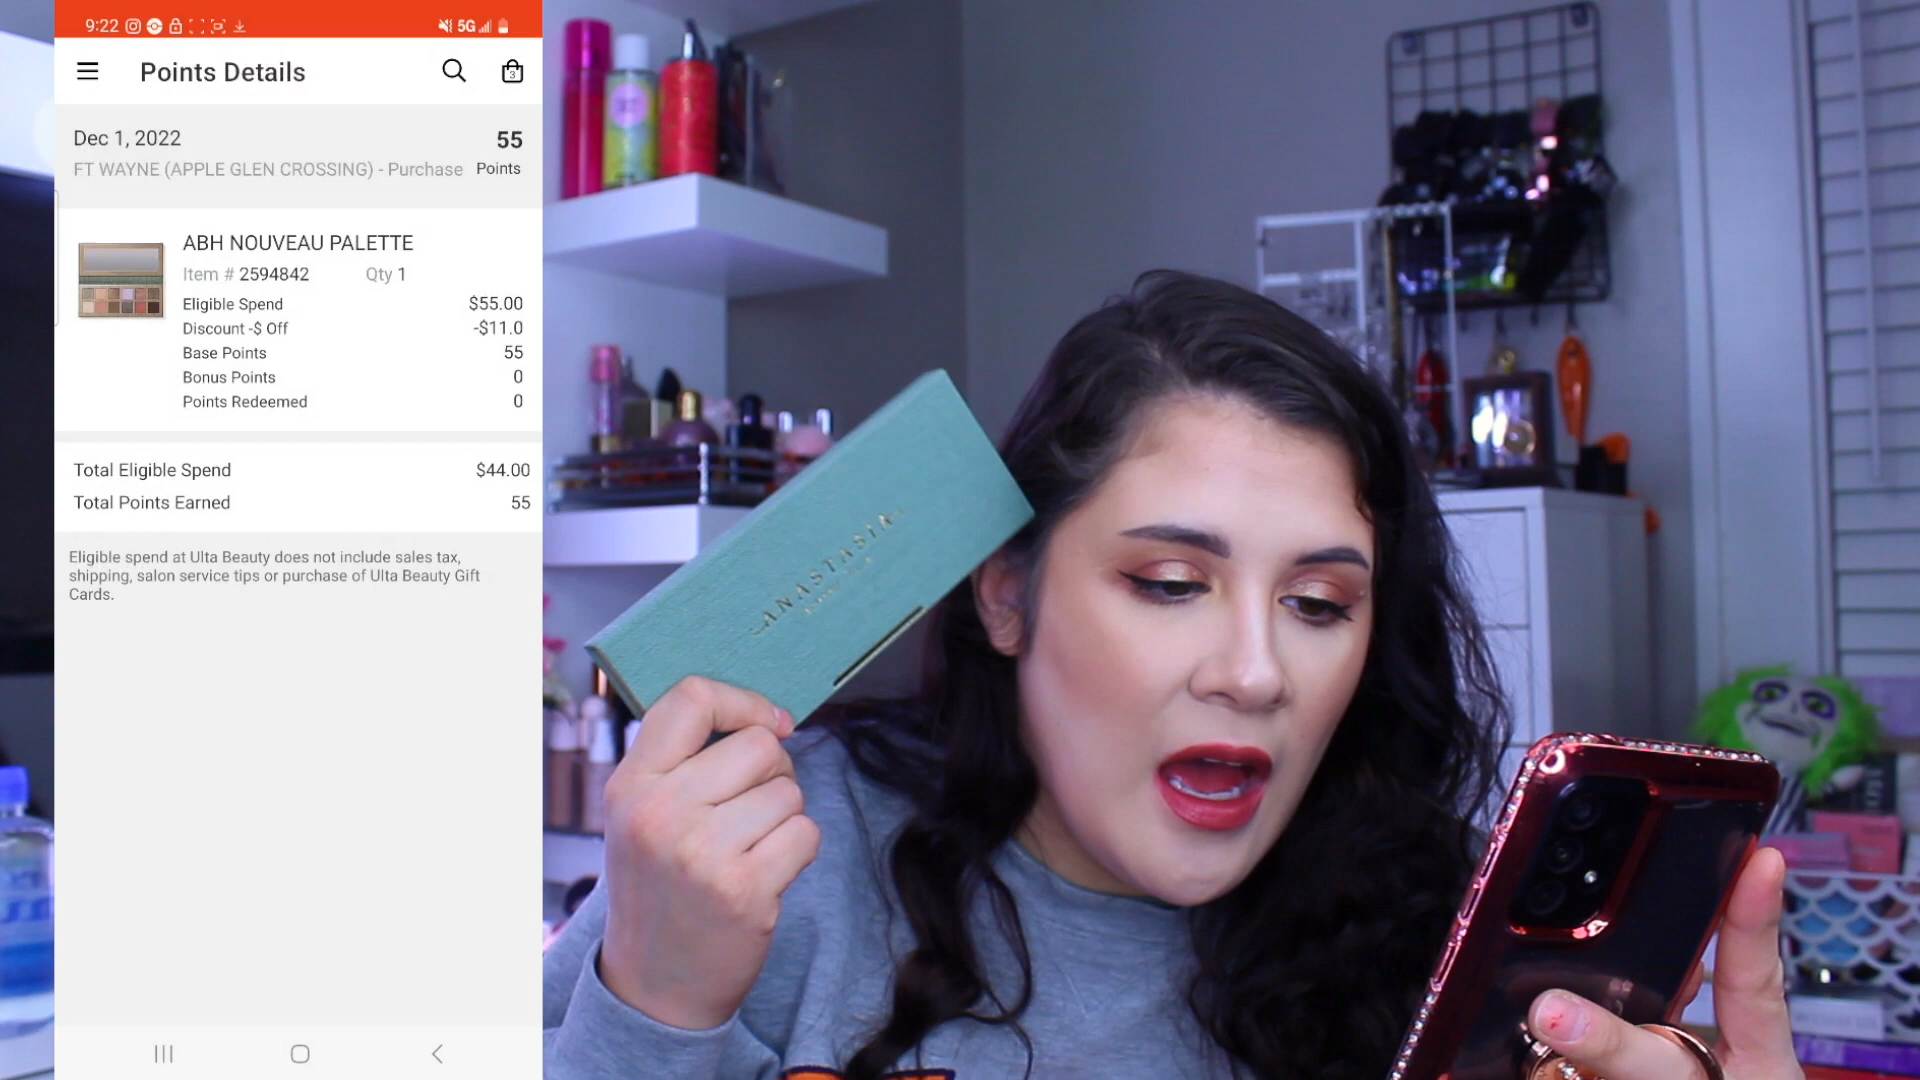 9:22
5G
Points Details
3
Dec 1, 2022
55
FT WAYNE (APPLE GLEN CROSSING) - Purchase
Points
ABH NOUVEAU PALETTE
Item # 2594842
Qty 1
Eligible Spend
$55.00
Discount -$ Off
-$11.0
Base Points
55
Bonus Points
0
Points Redeemed
0
Total Eligible Spend
$44.00
Total Points Earned
55
Eligible spend at Ulta Beauty does not include sales tax,
shipping, salon service tips or purchase of Ulta Beauty Gift
Cards.
ANASTASIA